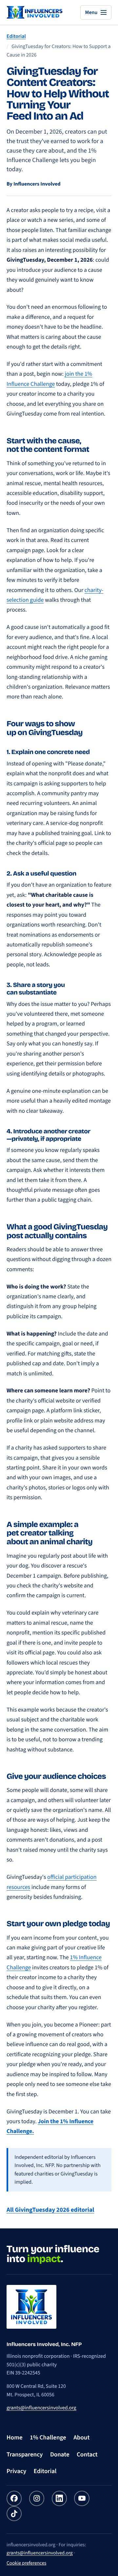 INFLUENCERS
INVOLVED
Menu
Editorial
GivingTuesday for Creators: How to Support a
Cause in 2026
GivingTuesday for
Content Creators:
How to Help Without
Turning Your
Feed Into an Ad
On December 1, 2026, creators can put
the trust they've earned to work for a
cause they care about, and the 1%
Influence Challenge lets you begin
today.
By Influencers Involved
A creator asks people to try a recipe, visit a
place or watch a new series, and some of those
people listen. Passing along something that feels
personal is part of what makes social media useful.
It also raises an interesting possibility for
GivingTuesday, December 1, 2026: could
you introduce your audience to a cause
they would genuinely want to know
about?
You don't need an enormous following to
make a difference, and a request for
money won't have to be the headline.
What matters is caring about the cause
enough to get the details right.
If you'd rather start with a commitment
than a post, begin now: join the 1%
Influence Challenge today, pledge 1% of
your creator income to a charity you
choose, and let everything you share on
GivingTuesday come from that promise.
Start with the cause,
not the content format
Think of something you've returned to in
your conversations, work or life. Maybe it's
animal rescue, mental health resources,
accessible education, disability support,
food insecurity or the needs of your own
town.
Then find an organization doing specific
work in that area. Read its current
campaign page. Look for a clear
explanation of how to help. If you're
unfamiliar with the organization, take a
few minutes to verify it before
recommending it to others. Our charity-
selection guide walks through that
process.
A good cause isn't automatically a good fit
for every audience, and that's fine. A local
maker might not reach the right people for
a neighborhood food drive. A niche gaming
community might respond to a creator's
long-standing relationship with a
children's organization. Relevance matters
more than reach alone.
Four ways to show
up on GivingTuesday
1. Explain one concrete need
Instead of opening with "Please donate,"
explain what the nonprofit does and what
its campaign is asking supporters to help
accomplish. A community pantry may
need recurring volunteers. An animal
organization may be raising funds for
veterinary care. A service-dog nonprofit
may have a published training goal. Link to
the charity's official page so people can
check the details.
2. Ask a useful question
If you don't have an organization to feature
yet, ask: "What charitable cause is
closest to your heart, and why?" The
answers can be worth reading. Don't treat
nominations as endorsements or
automatically republish someone's
personal story. Acknowledge people as
people, not leads.
3. Share a story you
can substantiate
Why does the issue matter to you? Perhaps
you've volunteered there, met someone
helped by a program, or learned
something that changed your perspective.
Say only what you can honestly say. If
you're sharing another person's
experience, get their permission before
using identifying details or photographs.
A genuine one-minute explanation can be
more useful than a heavily edited montage
with no clear takeaway.
4. Introduce another creator
—privately, if appropriate
If someone you know regularly speaks
about the same cause, send them the
campaign. Ask whether it interests them
and let them take it from there. A
thoughtful private message often goes
further than a public tagging chain.
What a good GivingTuesday
post actually contains
Readers should be able to answer three
questions without digging through dozens of
comments:
Who is doing the work? State the
organization's name clearly, and
distinguish it from any group helping
publicize its campaign.
What is happening? Include the date and
the specific campaign, goal or need, if
verified. For matching gifts, state the
published cap and date. Don't imply a
match is unlimited.
Where can someone learn more? Point to
the charity's official website or verified
campaign page. A platform link sticker,
profile link or plain website address may
be useful depending on the channel.
If a charity has asked supporters to share
its campaign, that gives you a sensible
starting point. Share it in your own words
and with your own images, and use a
charity's photos, stories or logos only with
its permission.
A simple example: a
pet creator talking
about an animal charity
Imagine you regularly post about life with
your dog. You discover a rescue's
December 1 campaign. Before publishing,
you check the charity's website and
confirm the campaign is current.
You could explain why veterinary care
matters to animal rescue, name the
nonprofit, mention its specific published
goal if there is one, and invite people to
visit its official page. You could also ask
followers which local rescues they
appreciate most. Be transparent about
where your information comes from and
let people decide how to help.
This example works because the creator's
usual subject and the charitable work
belong in the same conversation. The aim
is to be useful, not to borrow a trending
hashtag without substance.
Give your audience choices
Some people will donate, some will share
a campaign, and others will volunteer later
or quietly save the organization's name. All
of those are ways of helping. Just keep the
language honest: likes, views and
comments aren't donations, and a post
hasn't raised money until the charity says
so.
GivingTuesday's official participation
resources include many forms of
generosity besides fundraising.
Start your own pledge today
If you earn income from your content, you
can make giving part of your creative life
all year, starting now. The 1% Influence
Challenge invites creators to pledge 1% of
their creator income to a charity they
choose and to give it directly, on a
schedule that suits them. You can even
choose your charity after you register.
When you join, you become a Pioneer: part
of a growing movement of creators who
believe influence can do some real good,
with a certificate recognizing your pledge. Share
your pledge when you're ready, and your
audience may be inspired to follow. Many
people only need to see someone else take
the first step.
GivingTuesday is December 1. You can take
yours today. Join the 1% Influence
Challenge.
Independent editorial by Influencers
Involved, Inc. NFP. No partnership with
featured charities or GivingTuesday is
implied.
All GivingTuesday 2026 editorial
Turn your influence
into impact.
INFLUENCERS
INVOLVED
Influencers Involved, Inc. NFP
Illinois nonprofit corporation · IRS-recognized
501(c)(3) public charity
EIN 39-2242545
800 W Central Rd, Suite 120
Mt. Prospect, IL 60056
grants@influencersinvolved.org
Home 1% Challenge About
Transparency Donate Contact
Privacy Editorial
influencersinvolved.org · For inquiries:
grants@influencersinvolved.org
Cookie preferences